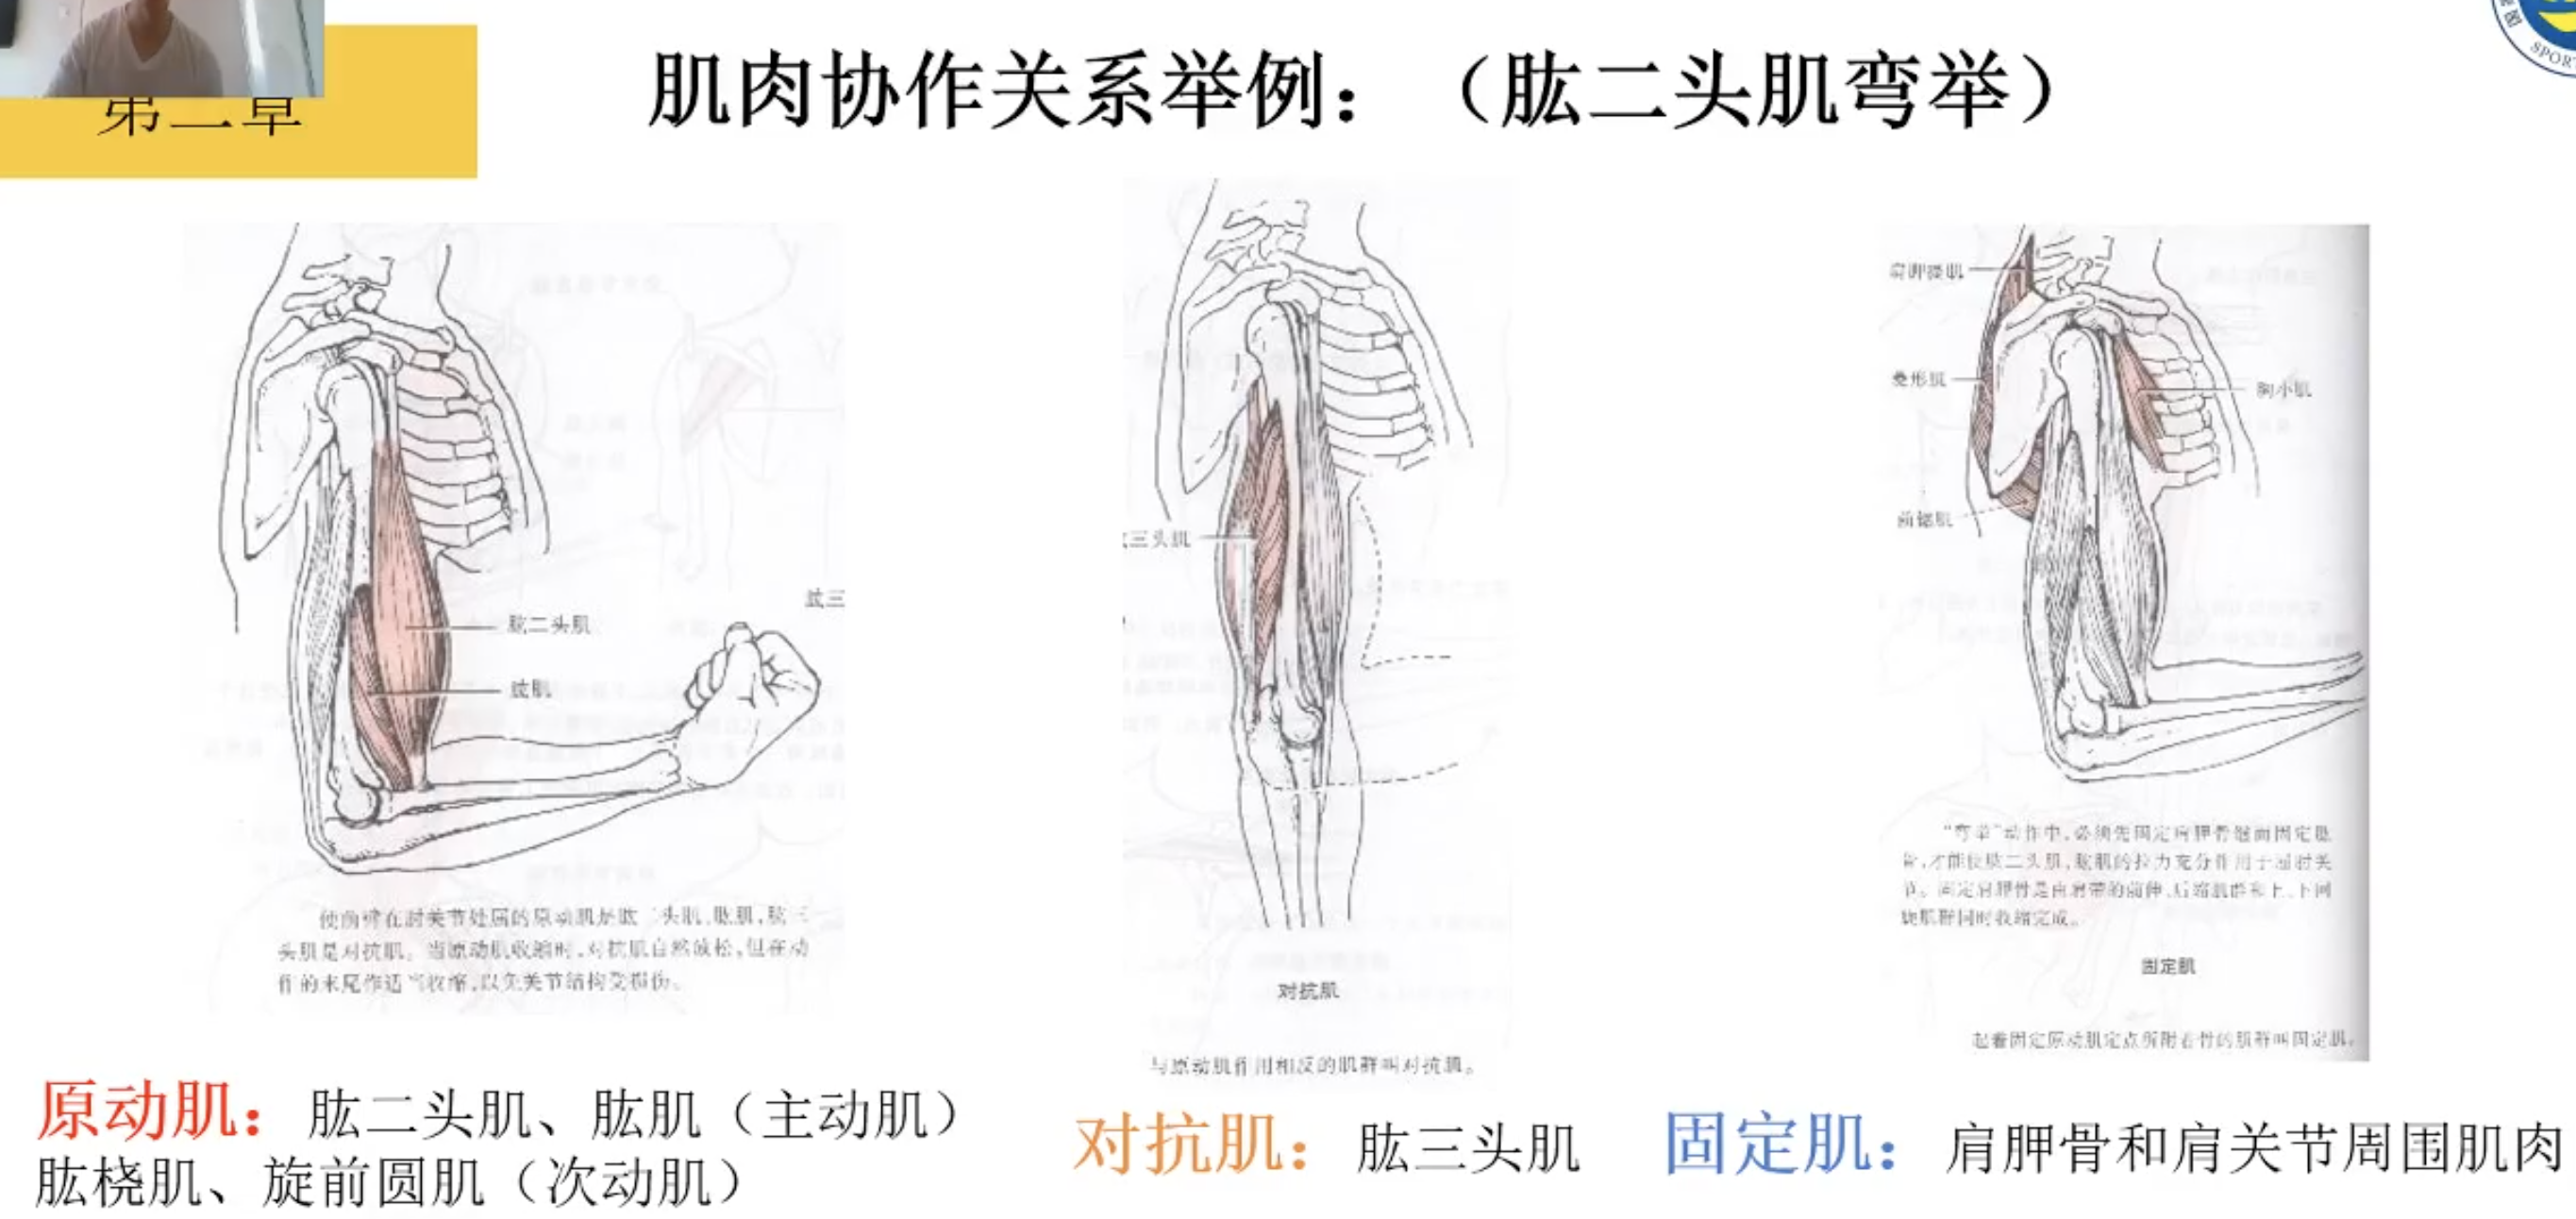 第二章
肌肉协作关系举例：（肱二头肌弯举）
SPORT
肱二头肌
肱肌
肱三
使前臂在肘关节处屈的原动肌是肱二头肌、肱肌，肱三
头肌是对抗肌。当原动肌收缩时，对抗肌自然放松，但在动
作的末尾作适当收缩，以免关节结构受损伤。
三头肌
对抗肌
与原动肌作用相反的肌群叫对抗肌。
肩胛提肌
菱形肌
胸小肌
前锯肌
“弯举”动作中，必须先固定肩胛骨继而固定肱
骨，才能使肱二头肌、肱肌的拉力充分作用于屈肘关
节。固定肩胛骨是由肩带的前伸、后缩肌群和上、下回
旋肌群同时收缩完成。
固定肌
起着固定原动肌定点所附着骨的肌群叫固定肌。
原动肌：肱二头肌、肱肌（主动肌）
肱桡肌、旋前圆肌（次动肌）
对抗肌：肱三头肌
固定肌：肩胛骨和肩关节周围肌肉